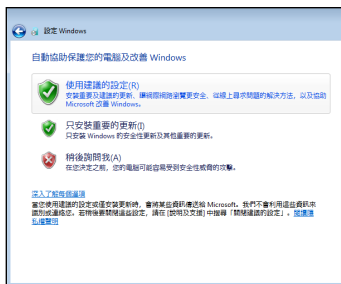 設定 Windows
自動協助保護您的電腦及改善 Windows
使用建議的設定(R)
安裝重要及建議的更新、讓網際網路瀏覽更安全、從線上尋求問題的解決方法，以及協助
Microsoft 改善 Windows。
只安裝重要的更新(I)
只安裝 Windows 的安全性更新及其他重要的更新。
稍後詢問我(A)
在您決定之前，您的電腦可能容易受到安全性威脅的攻擊。
深入了解每個選項
當您使用建議的設定或僅安裝更新時，會將某些資訊傳送給 Microsoft。我們不會利用這些資訊來
識別或連絡您。若稍後要關閉這些設定，請在 [說明及支援] 中搜尋「關閉建議的設定」。閱讀隱
私權聲明